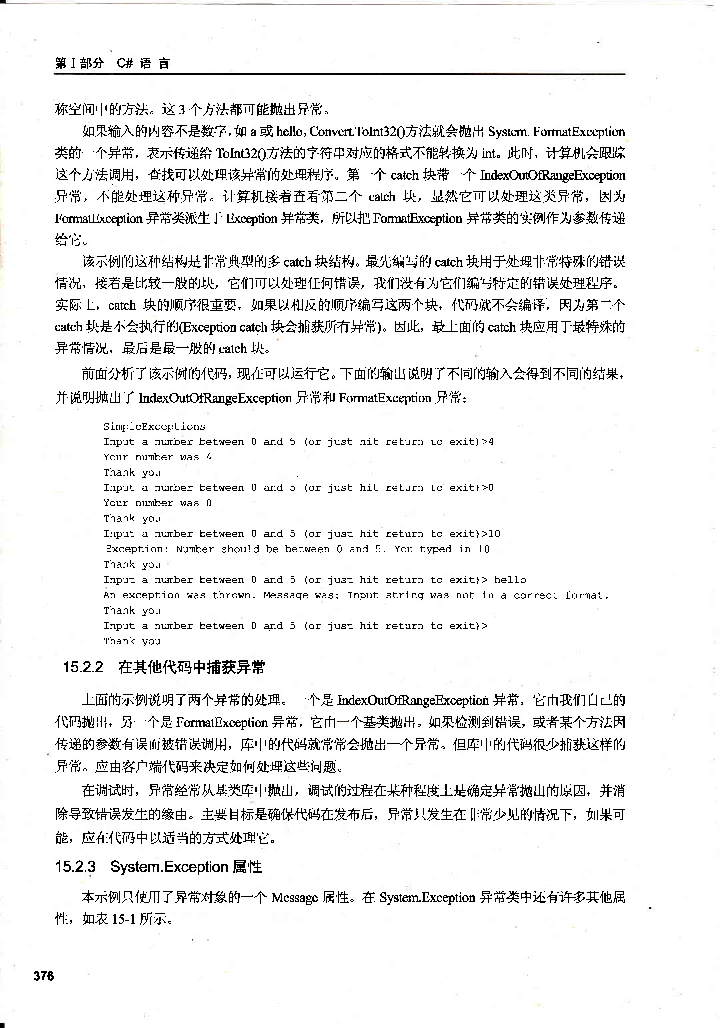 第 I 部分 C# 语 言
称空间中的方法。这 3 个方法都可能抛出异常。
如果输入的内容不是数字，如 a 或 hello，Convert.ToInt32()方法就会抛出 System. FormatException
类的一个异常，表示传递给 ToInt32()方法的字符串对应的格式不能转换为 int。此时，计算机会跟踪
这个方法调用，查找可以处理该异常的处理程序。第一个 catch 块带一个 IndexOutOfRangeException
异常，不能处理这种异常。计算机接着查看第二个 catch 块，显然它可以处理这类异常，因为
FormatException 异常类派生于 Exception 异常类，所以把 FormatException 异常类的实例作为参数传递
给它。
该示例的这种结构是非常典型的多 catch 块结构。最先编写的 catch 块用于处理非常特殊的错误
情况，接着是比较一般的块，它们可以处理任何错误，我们没有为它们编写特定的错误处理程序。
实际上，catch 块的顺序很重要，如果以相反的顺序编写这两个块，代码就不会编译，因为第二个
catch 块是不会执行的(Exception catch 块会捕获所有异常)。因此，最上面的 catch 块应用于最特殊的
异常情况，最后是最一般的 catch 块。
前面分析了该示例的代码，现在可以运行它。下面的输出说明了不同的输入会得到不同的结果，
并说明抛出了 IndexOutOfRangeException 异常和 FormatException 异常：
SimpleExceptions
Input a number between 0 and 5 (or just hit return to exit)>4
Your number was 4
Thank you
Input a number between 0 and 5 (or just hit return to exit)>0
Your number was 0
Thank you
Input a number between 0 and 5 (or just hit return to exit)>10
Exception: Number should be between 0 and 5. You typed in 10
Thank you
Input a number between 0 and 5 (or just hit return to exit)> hello
An exception was thrown. Message was: Input string was not in a correct format.
Thank you
Input a number between 0 and 5 (or just hit return to exit)>
Thank you
15.2.2 在其他代码中捕获异常
上面的示例说明了两个异常的处理。一个是 IndexOutOfRangeException 异常，它由我们自己的
代码抛出，另一个是 FormatException 异常，它由一个基类抛出。如果检测到错误，或者某个方法因
传递的参数有误而被错误调用，库中的代码就常常会抛出一个异常。但库中的代码很少捕获这样的
异常。应由客户端代码来决定如何处理这些问题。
在调试时，异常经常从基类库中抛出，调试的过程在某种程度上是确定异常抛出的原因，并消
除导致错误发生的缘由。主要目标是确保代码在发布后，异常只发生在非常少见的情况下，如果可
能，应在代码中以适当的方式处理它。
15.2.3 System.Exception 属性
本示例只使用了异常对象的一个 Message 属性。在 System.Exception 异常类中还有许多其他属
性，如表 15-1 所示。
376